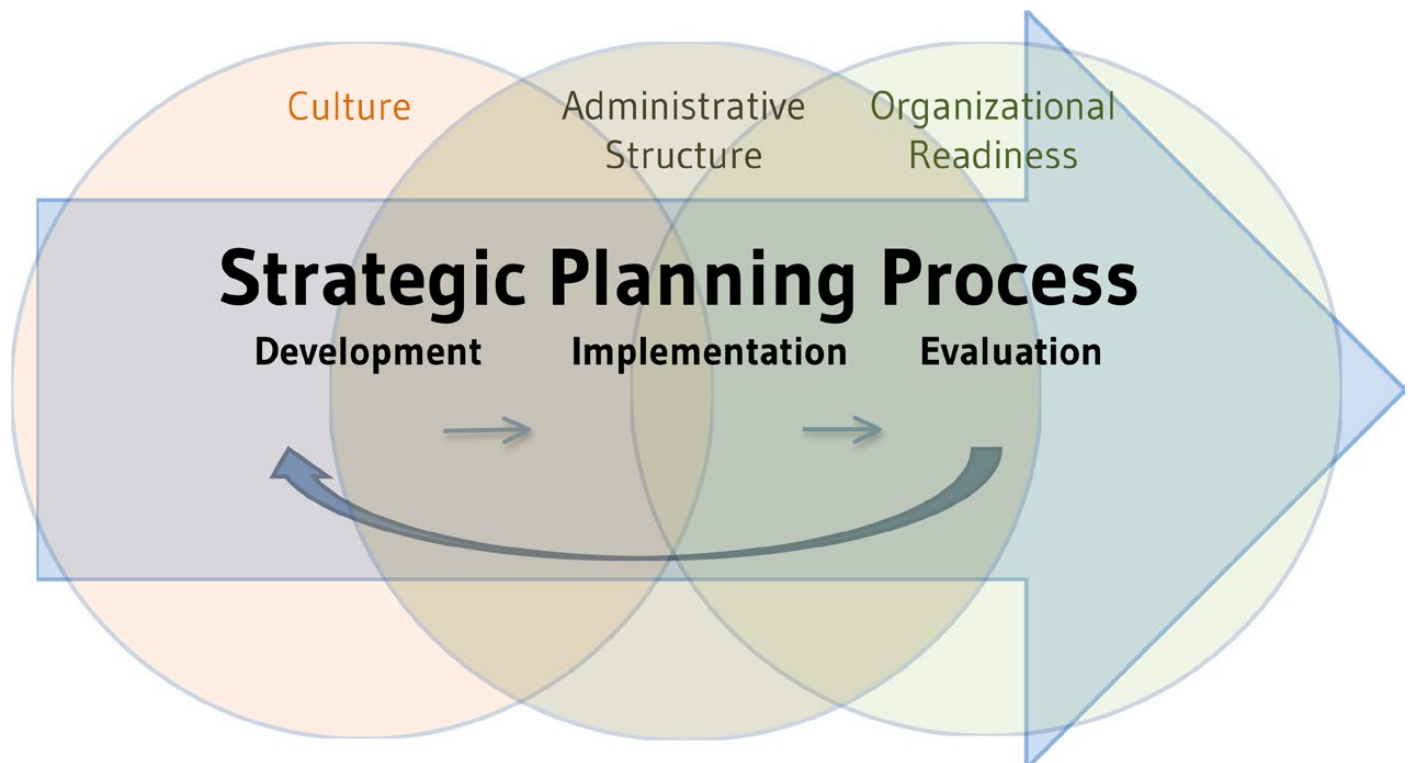 Culture
Administrative
Structure
Organizational
Readiness
Strategic Planning Process
Development
Implementation
Evaluation